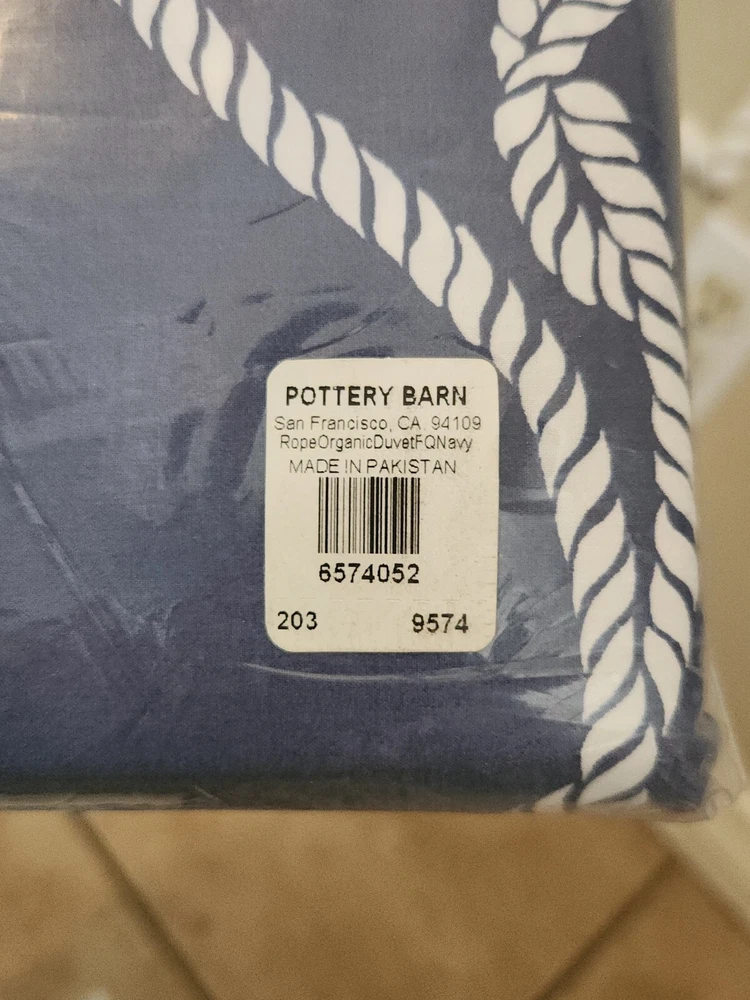 POTTERY BARN
San Francisco, CA. 94109
RopeOrganicDuvetFQNavy
MADE IN PAKISTAN
6574052
203 9574